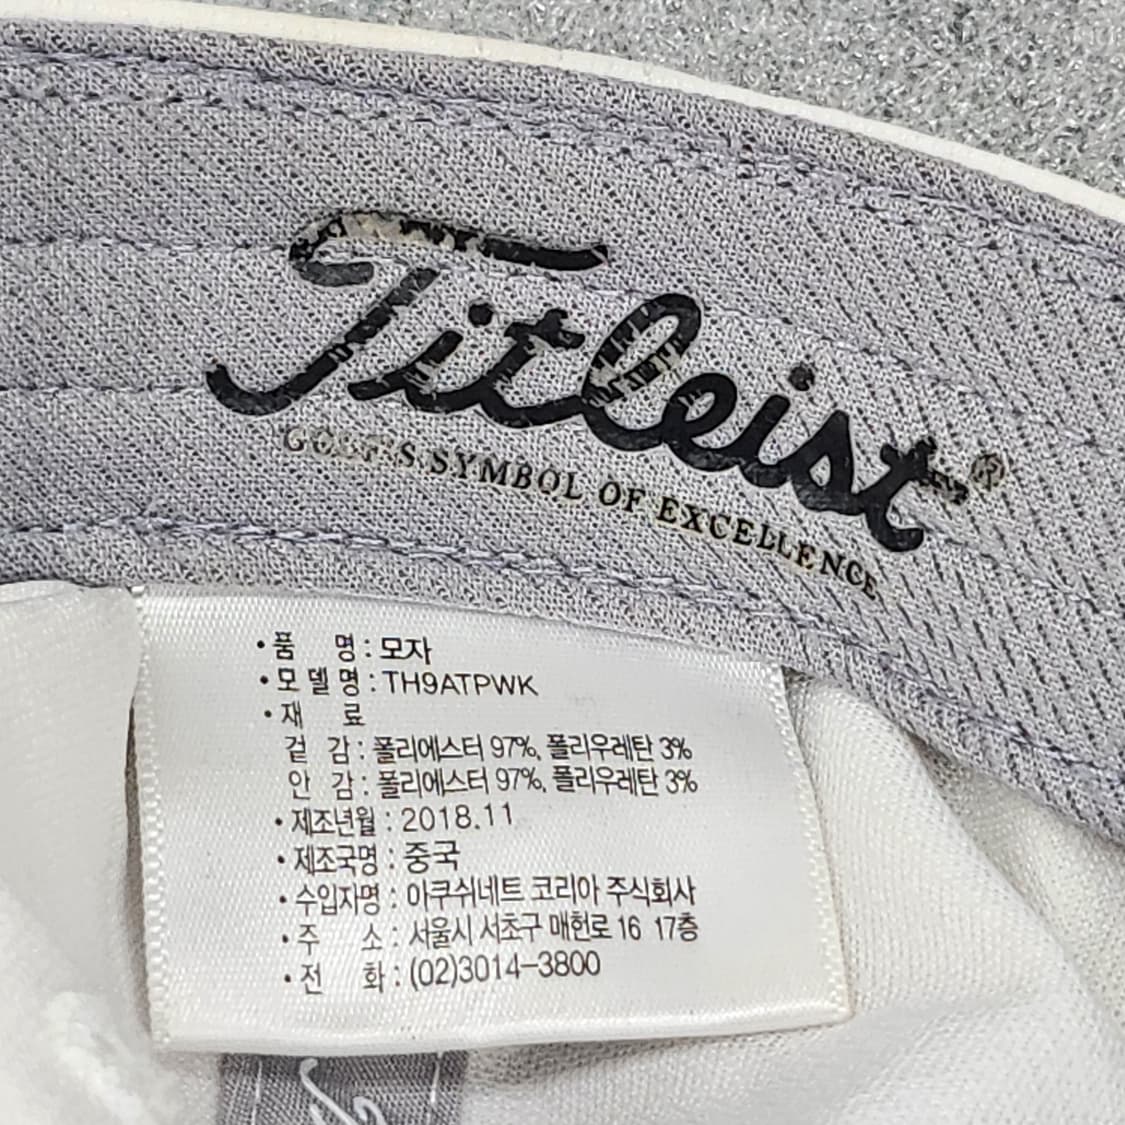 Titleist®
GOLF'S SYMBOL OF EXCELLENCE
• 품 명 : 모자
• 모 델 명 : TH9ATPWK
• 재 료
겉 감 : 폴리에스터 97%, 폴리우레탄 3%
안 감 : 폴리에스터 97%, 폴리우레탄 3%
• 제조년월 : 2018.11
• 제조국명 : 중국
• 수입자명 : 아쿠쉬네트 코리아 주식회사
• 주 소 : 서울시 서초구 매헌로 16 17층
• 전 화 : (02)3014-3800